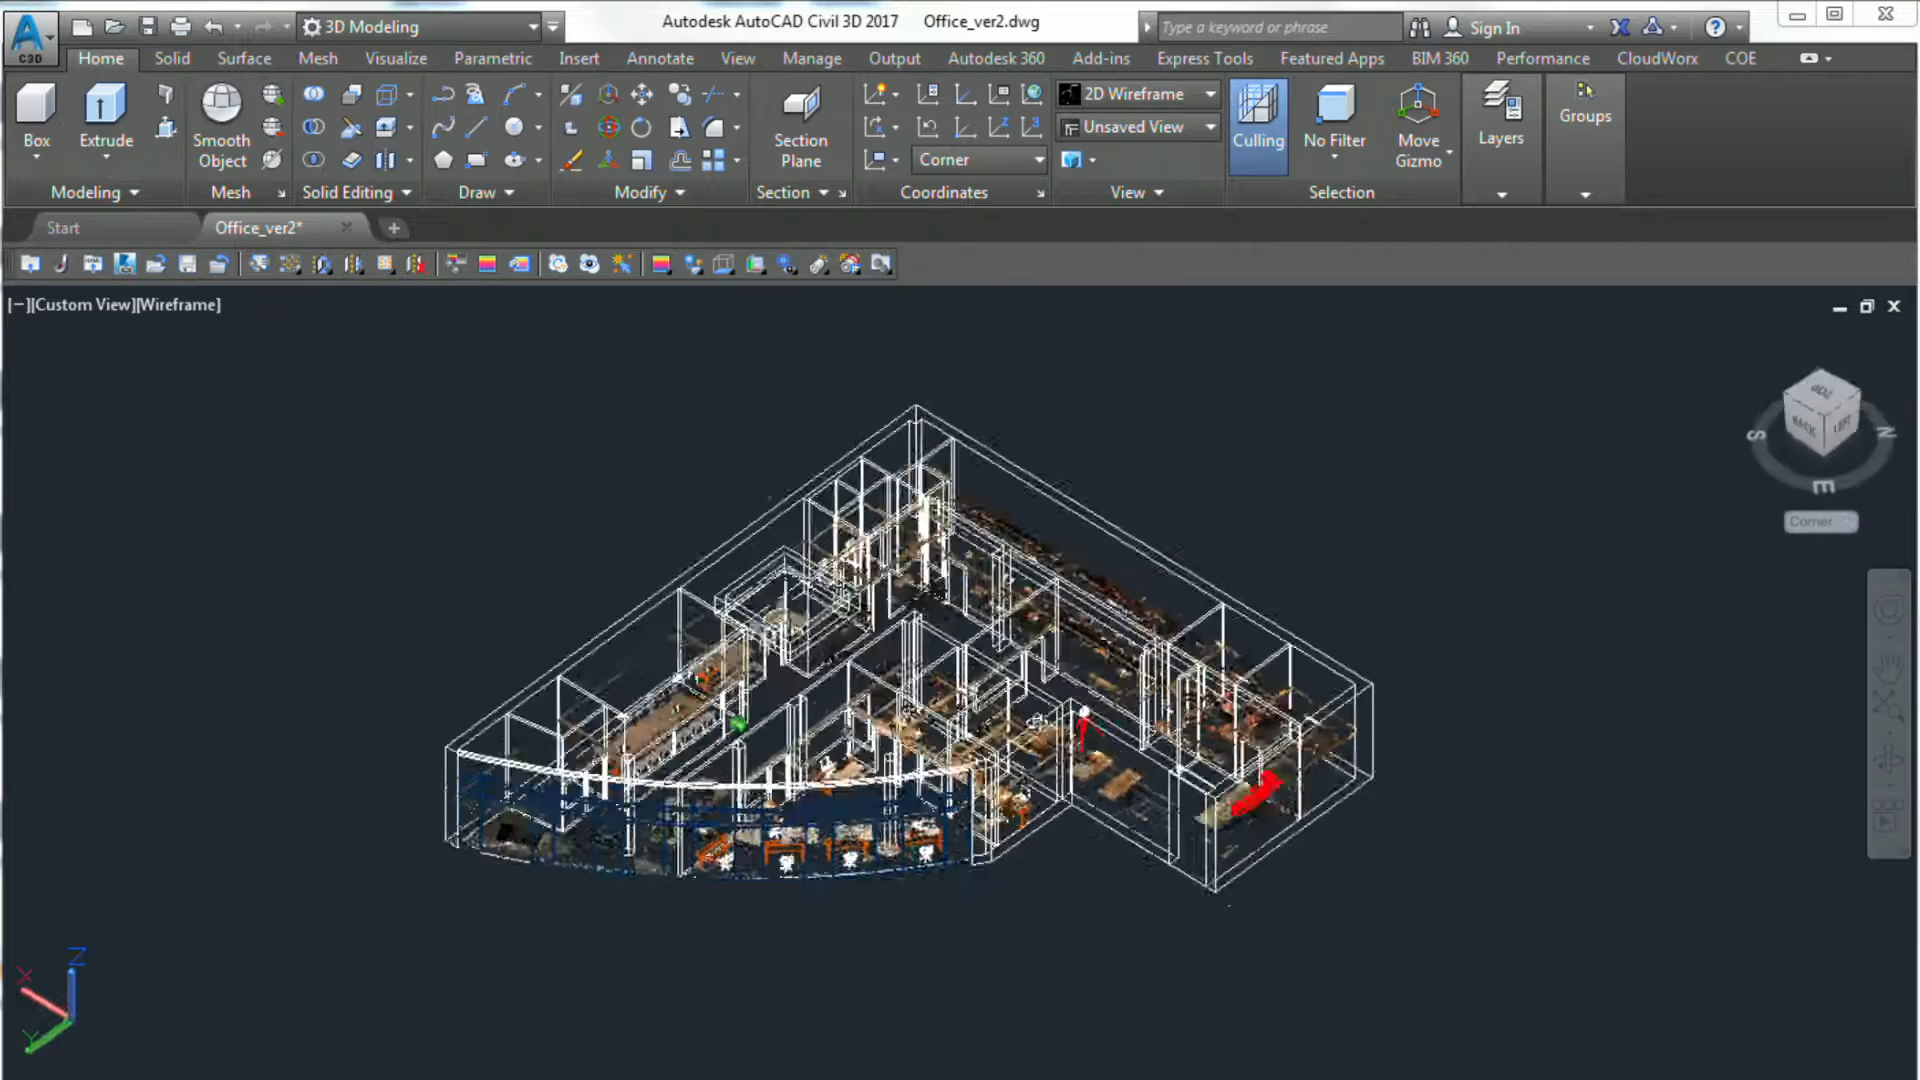 3D Modeling
Autodesk AutoCAD Civil 3D 2017 Office_ver2.dwg
Type a keyword or phrase
Sign In
C3D
Home Solid Surface Mesh Visualize Parametric Insert Annotate View Manage Output Autodesk 360 Add-ins Express Tools Featured Apps BIM 360 Performance CloudWorx COE
2D Wireframe
Unsaved View
Box
Extrude
Smooth Object
Section Plane
Corner
Culling
No Filter
Move Gizmo
Layers
Groups
Modeling Mesh Solid Editing Draw Modify Section Coordinates View Selection
Start Office_ver2*
[−][Custom View][Wireframe]
TOP
BACK LEFT
S N
E
Corner
Z
X
Y